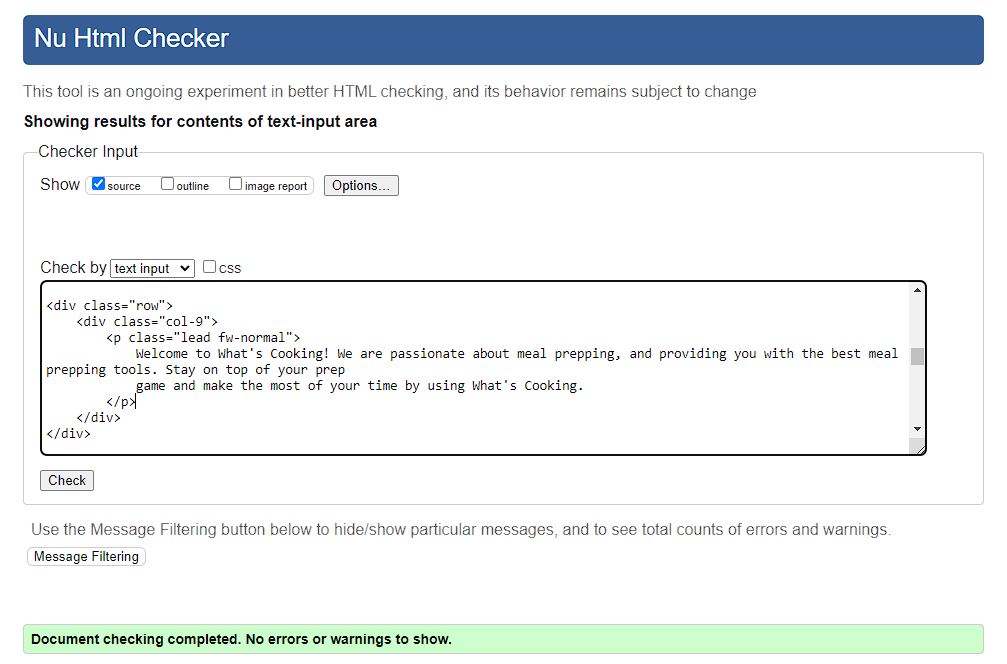 Nu Html Checker
This tool is an ongoing experiment in better HTML checking, and its behavior remains subject to change
Showing results for contents of text-input area
Checker Input
Show source outline image report Options...
Check by text input css
<div class="row">
<div class="col-9">
<p class="lead fw-normal">
Welcome to What's Cooking! We are passionate about meal prepping, and providing you with the best meal
prepping tools. Stay on top of your prep
game and make the most of your time by using What's Cooking.
</p>
</div>
</div>
Check
Use the Message Filtering button below to hide/show particular messages, and to see total counts of errors and warnings.
Message Filtering
Document checking completed. No errors or warnings to show.